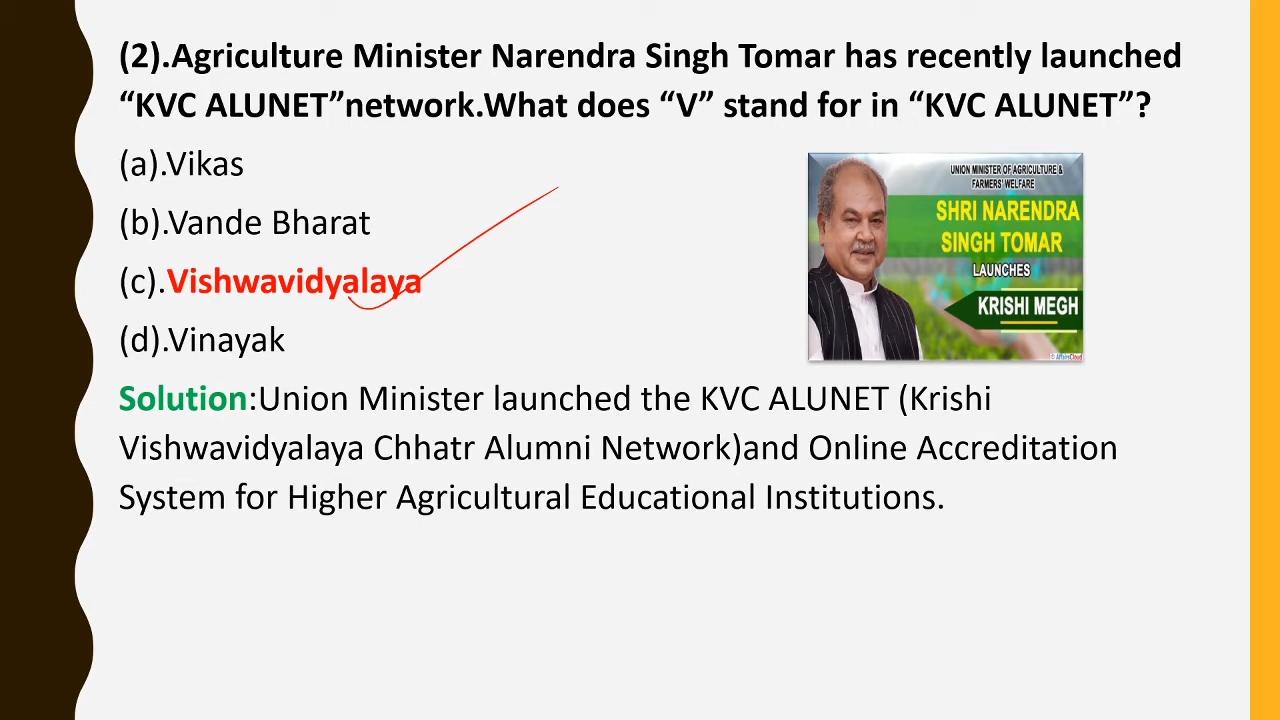 (2).Agriculture Minister Narendra Singh Tomar has recently launched
“KVC ALUNET”network.What does “V” stand for in “KVC ALUNET”?
(a).Vikas
(b).Vande Bharat
(c).Vishwavidyalaya
(d).Vinayak
UNION MINISTER OF AGRICULTURE &
FARMERS' WELFARE
SHRI NARENDRA
SINGH TOMAR
LAUNCHES
KRISHI MEGH
© AffairsCloud
Solution:Union Minister launched the KVC ALUNET (Krishi
Vishwavidyalaya Chhatr Alumni Network)and Online Accreditation
System for Higher Agricultural Educational Institutions.